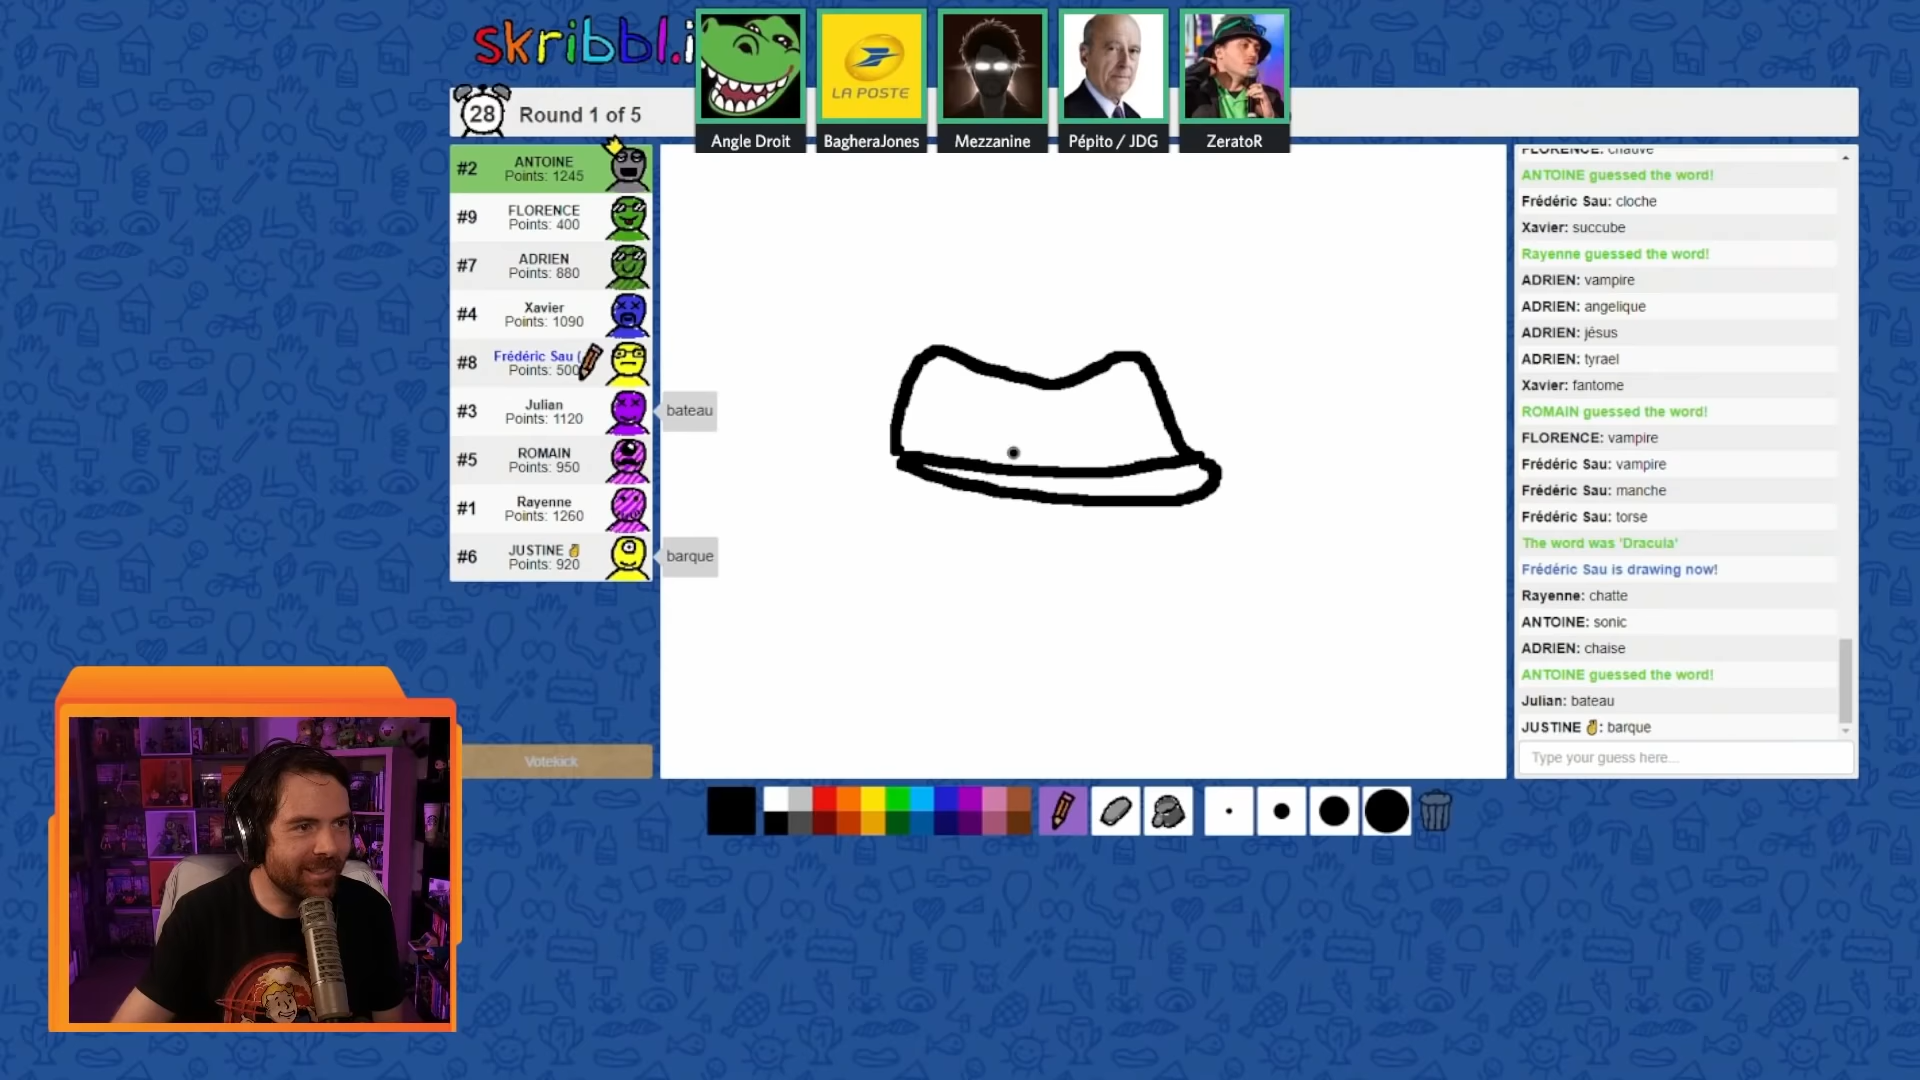 skribbl.i
LA POSTE
Angle Droit
BagheraJones
Mezzanine
Pépito / JDG
ZeratoR
28
Round 1 of 5
#2
ANTOINE
Points: 1245
#9
FLORENCE
Points: 400
#7
ADRIEN
Points: 880
#4
Xavier
Points: 1090
#8
Frédéric Sau (
Points: 500
#3
Julian
Points: 1120
bateau
#5
ROMAIN
Points: 950
#1
Rayenne
Points: 1260
#6
JUSTINE ✌
Points: 920
barque
Votekick
FLORENCE: chauve
ANTOINE guessed the word!
Frédéric Sau: cloche
Xavier: succube
Rayenne guessed the word!
ADRIEN: vampire
ADRIEN: angelique
ADRIEN: jésus
ADRIEN: tyrael
Xavier: fantome
ROMAIN guessed the word!
FLORENCE: vampire
Frédéric Sau: vampire
Frédéric Sau: manche
Frédéric Sau: torse
The word was 'Dracula'
Frédéric Sau is drawing now!
Rayenne: chatte
ANTOINE: sonic
ADRIEN: chaise
ANTOINE guessed the word!
Julian: bateau
JUSTINE ✌: barque
Type your guess here...